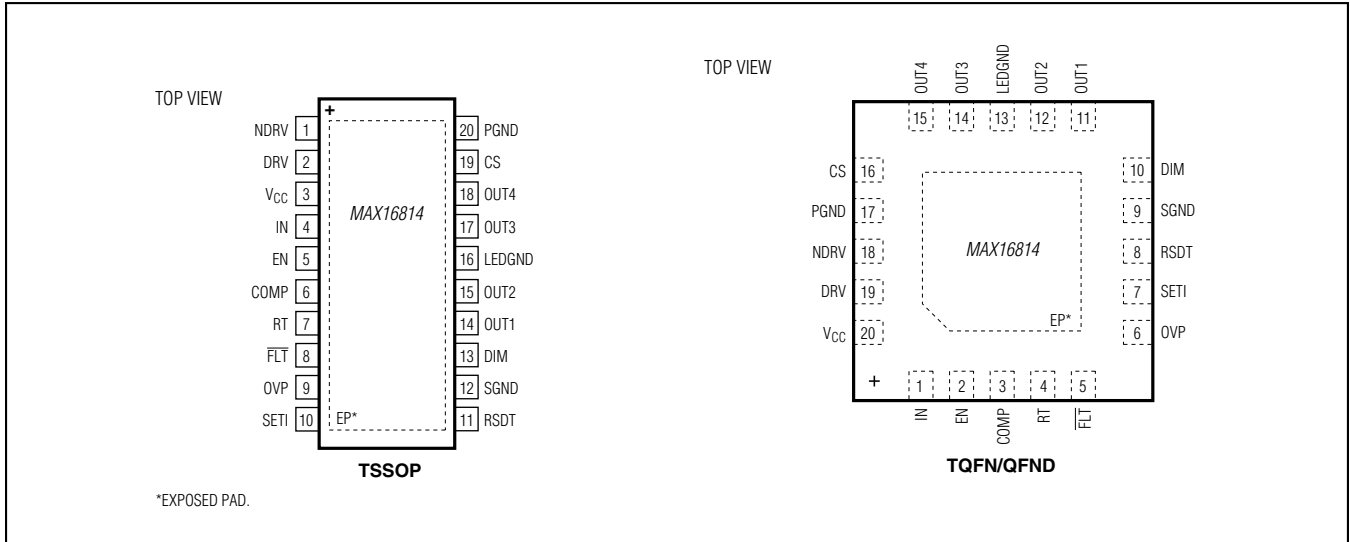 TOP VIEW
+
NDRV 1
DRV 2
VCC 3
IN 4
EN 5
COMP 6
RT 7
FLT 8
OVP 9
SETI 10
20 PGND
19 CS
18 OUT4
17 OUT3
16 LEDGND
15 OUT2
14 OUT1
13 DIM
12 SGND
11 RSDT
MAX16814
EP*
TSSOP
*EXPOSED PAD.
TOP VIEW
OUT4 OUT3 LEDGND OUT2 OUT1
15 14 13 12 11
CS 16
PGND 17
NDRV 18
DRV 19
VCC 20
10 DIM
9 SGND
8 RSDT
7 SETI
6 OVP
MAX16814
EP*
+
1 2 3 4 5
IN EN COMP RT FLT
TQFN/QFND